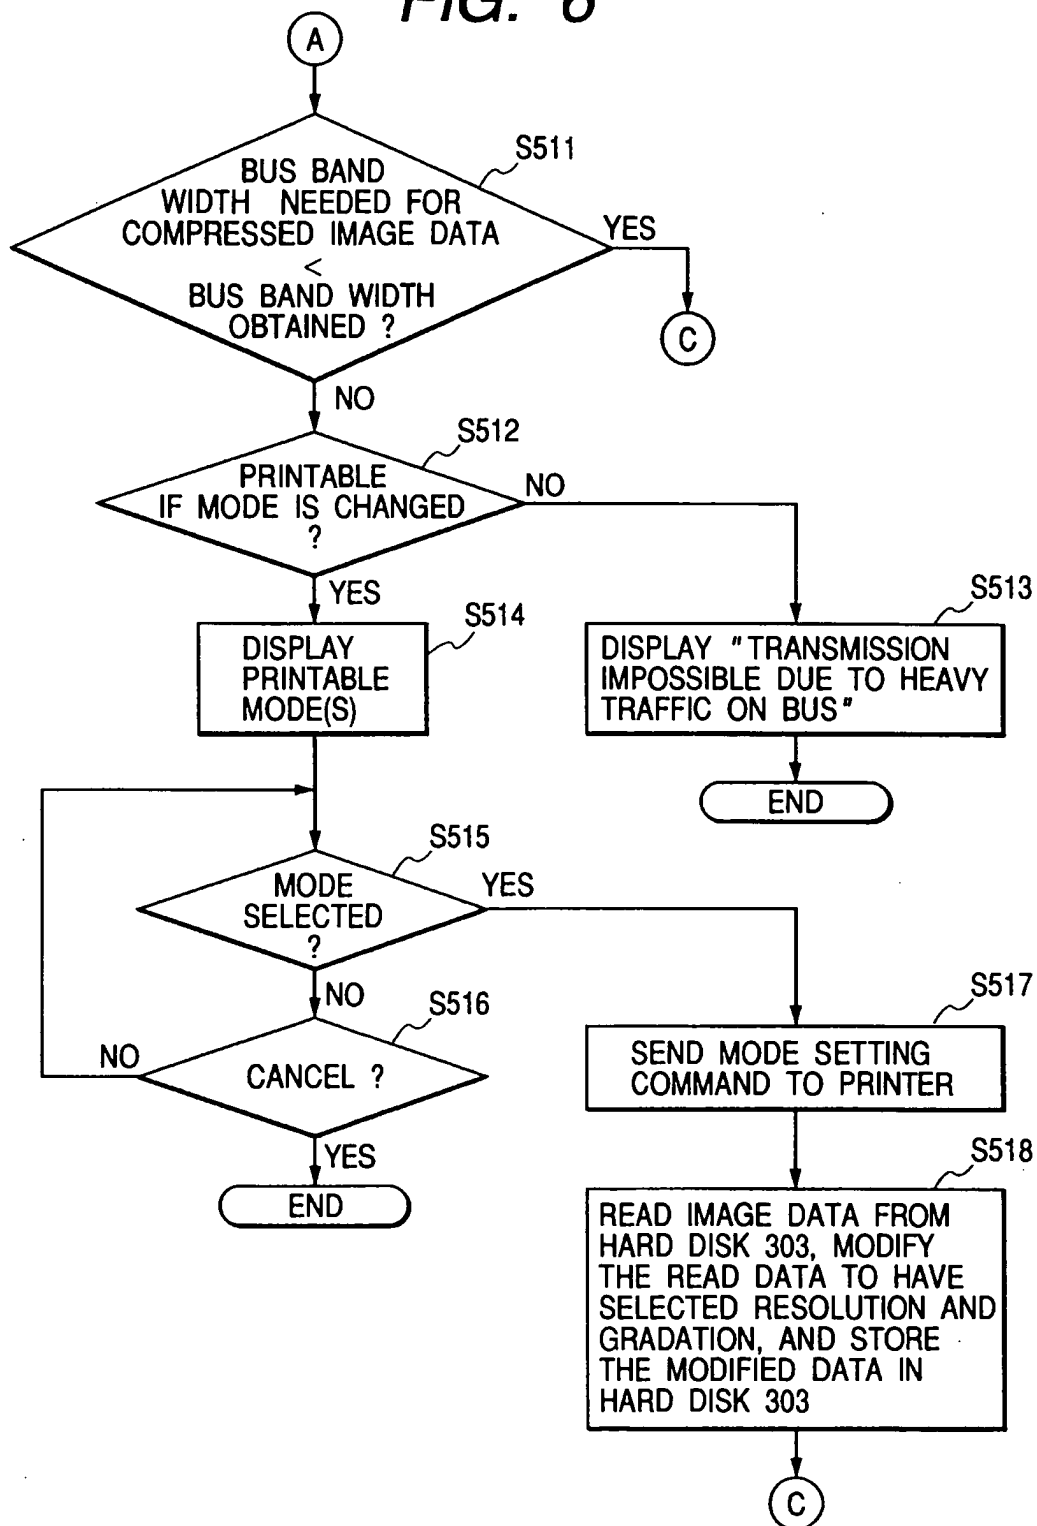 FIG. 6
A
S511
BUS BAND
WIDTH NEEDED FOR
COMPRESSED IMAGE DATA
<
BUS BAND WIDTH
OBTAINED ?
YES
C
NO
S512
PRINTABLE
IF MODE IS CHANGED
?
NO
YES
S513
DISPLAY "TRANSMISSION
IMPOSSIBLE DUE TO HEAVY
TRAFFIC ON BUS"
END
S514
DISPLAY
PRINTABLE
MODE(S)
S515
MODE
SELECTED
?
YES
NO
S516
CANCEL ?
NO
YES
END
S517
SEND MODE SETTING
COMMAND TO PRINTER
S518
READ IMAGE DATA FROM
HARD DISK 303, MODIFY
THE READ DATA TO HAVE
SELECTED RESOLUTION AND
GRADATION, AND STORE
THE MODIFIED DATA IN
HARD DISK 303
C